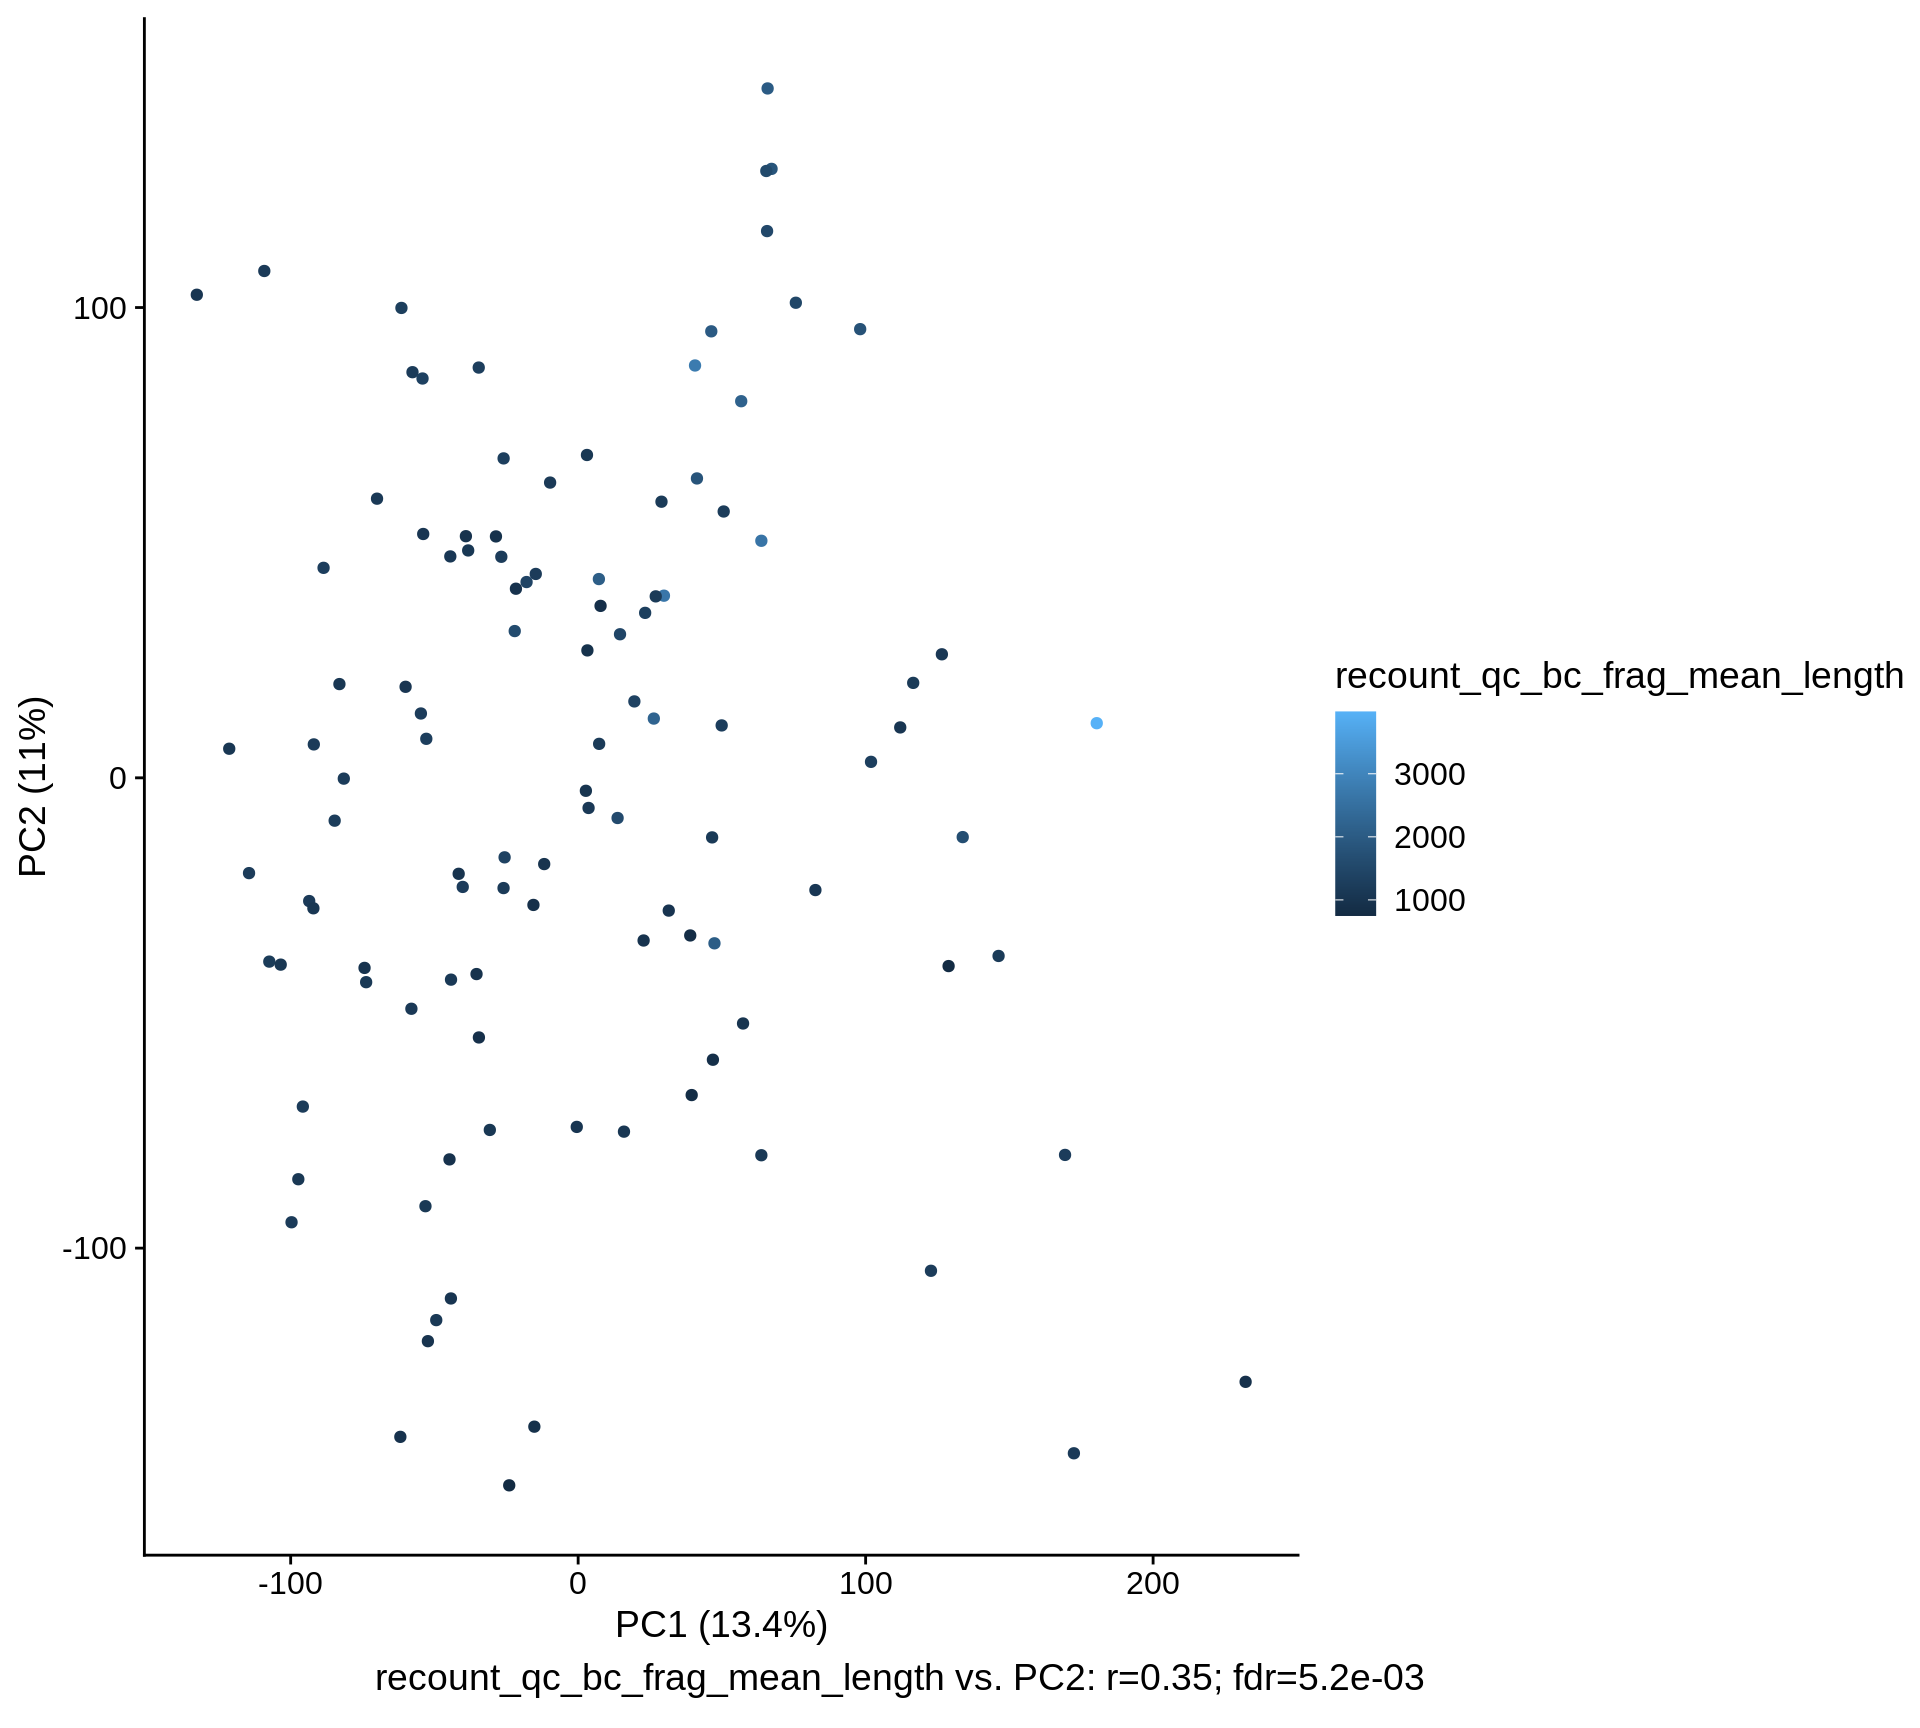 100
0
-100
PC2 (11%)
-100
0
100
200
PC1 (13.4%)
recount_qc_bc_frag_mean_length vs. PC2: r=0.35; fdr=5.2e-03
recount_qc_bc_frag_mean_length
3000
2000
1000